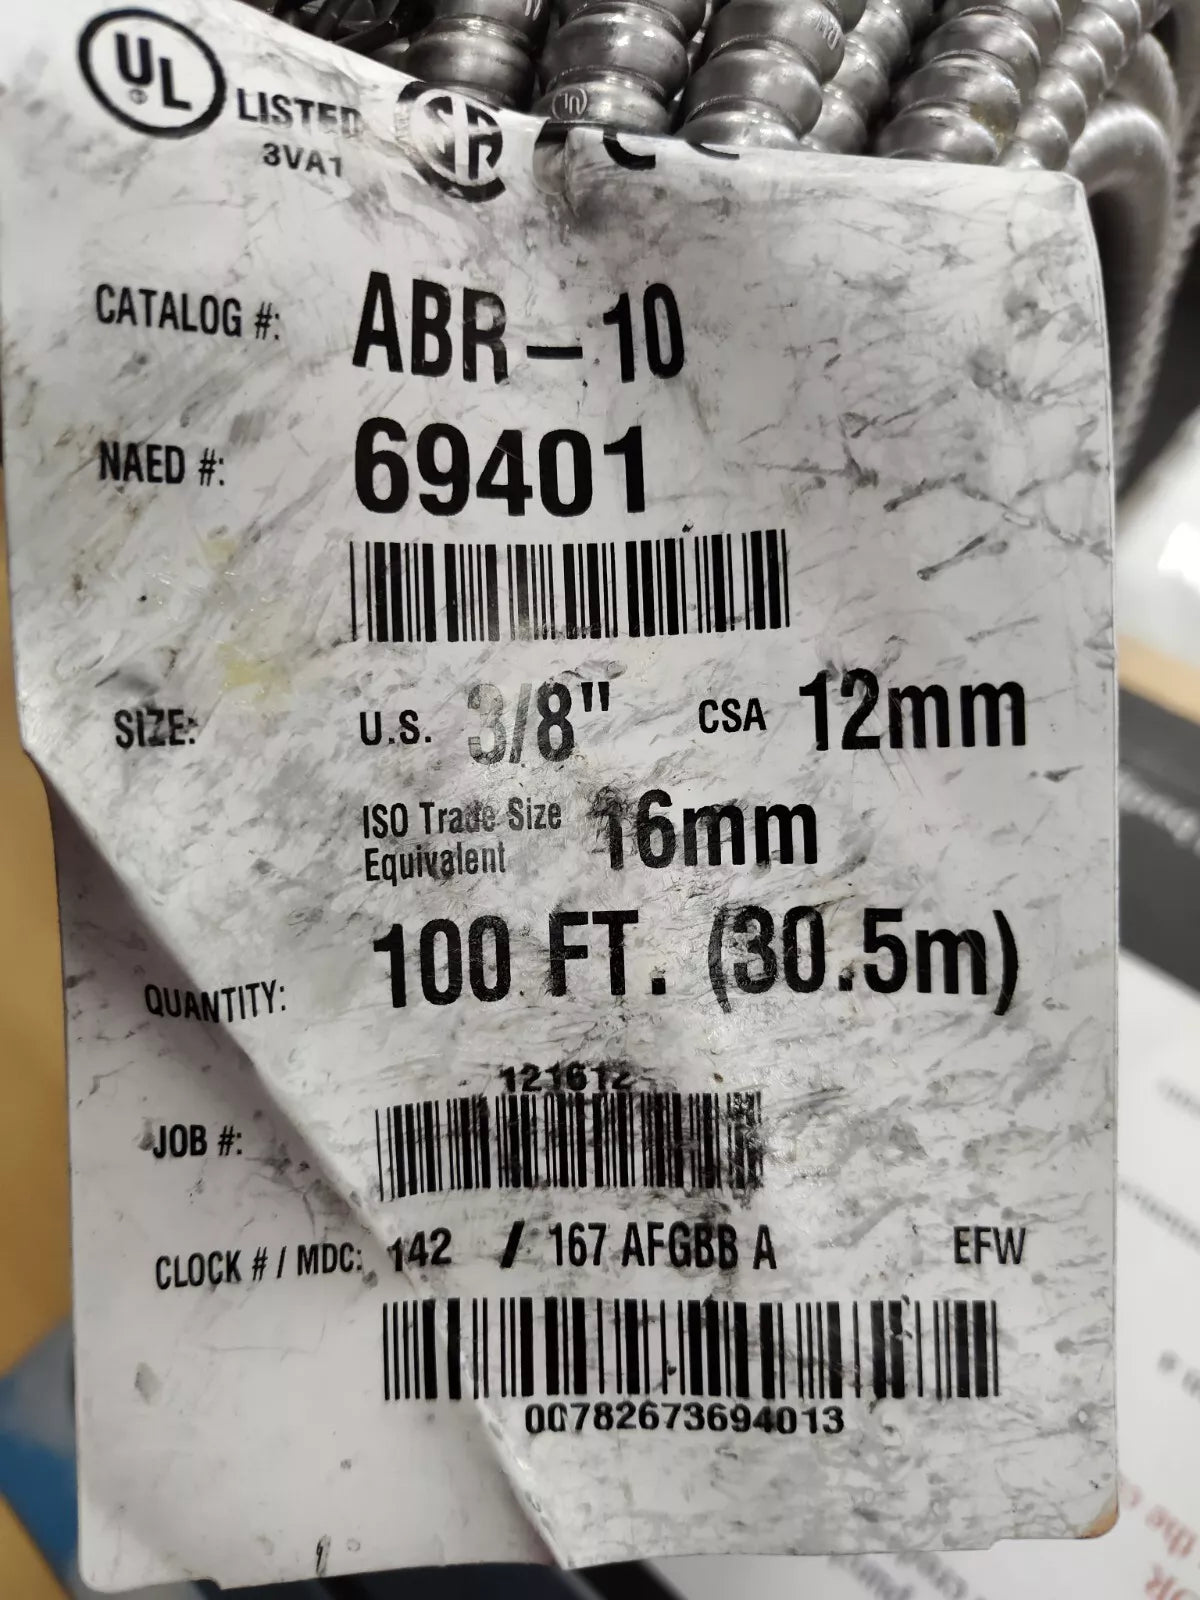 UL LISTED
3VA1
CATALOG #: ABR-10
NAED #: 69401
SIZE: U.S. 3/8" CSA 12mm
ISO Trade Size Equivalent 16mm
QUANTITY: 100 FT. (30.5m)
121612
JOB #:
CLOCK # / MDC: 142 / 167 AFGBB A EFW
00782673694013